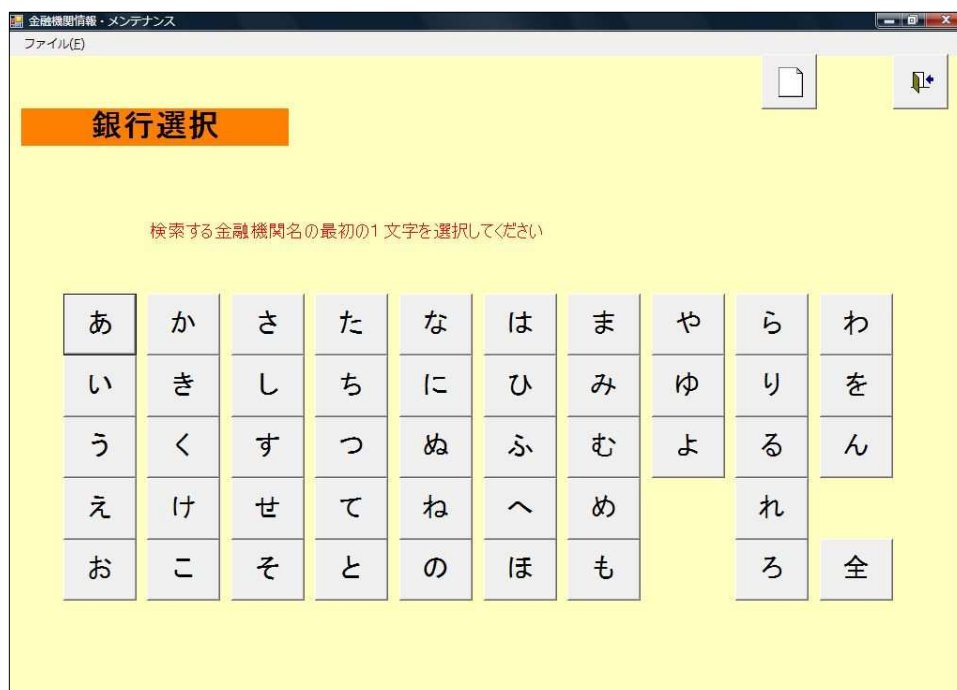 金融機関情報・メンテナンス
ファイル(F)
銀行選択
検索する金融機関名の最初の1文字を選択してください
あ か さ た な は ま や ら わ
い き し ち に ひ み ゆ り を
う く す つ ぬ ふ む よ る ん
え け せ て ね へ め れ
お こ そ と の ほ も ろ 全